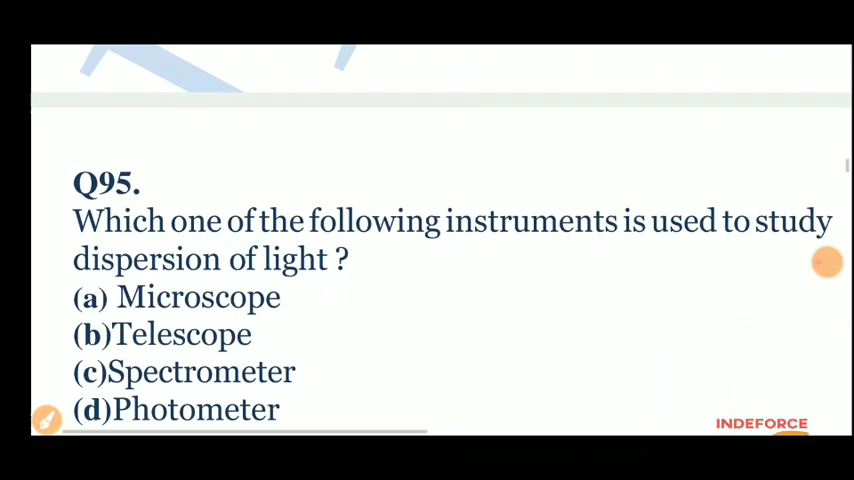 Q95.
Which one of the following instruments is used to study
dispersion of light ?
(a) Microscope
(b)Telescope
(c)Spectrometer
(d)Photometer
INDEFORCE